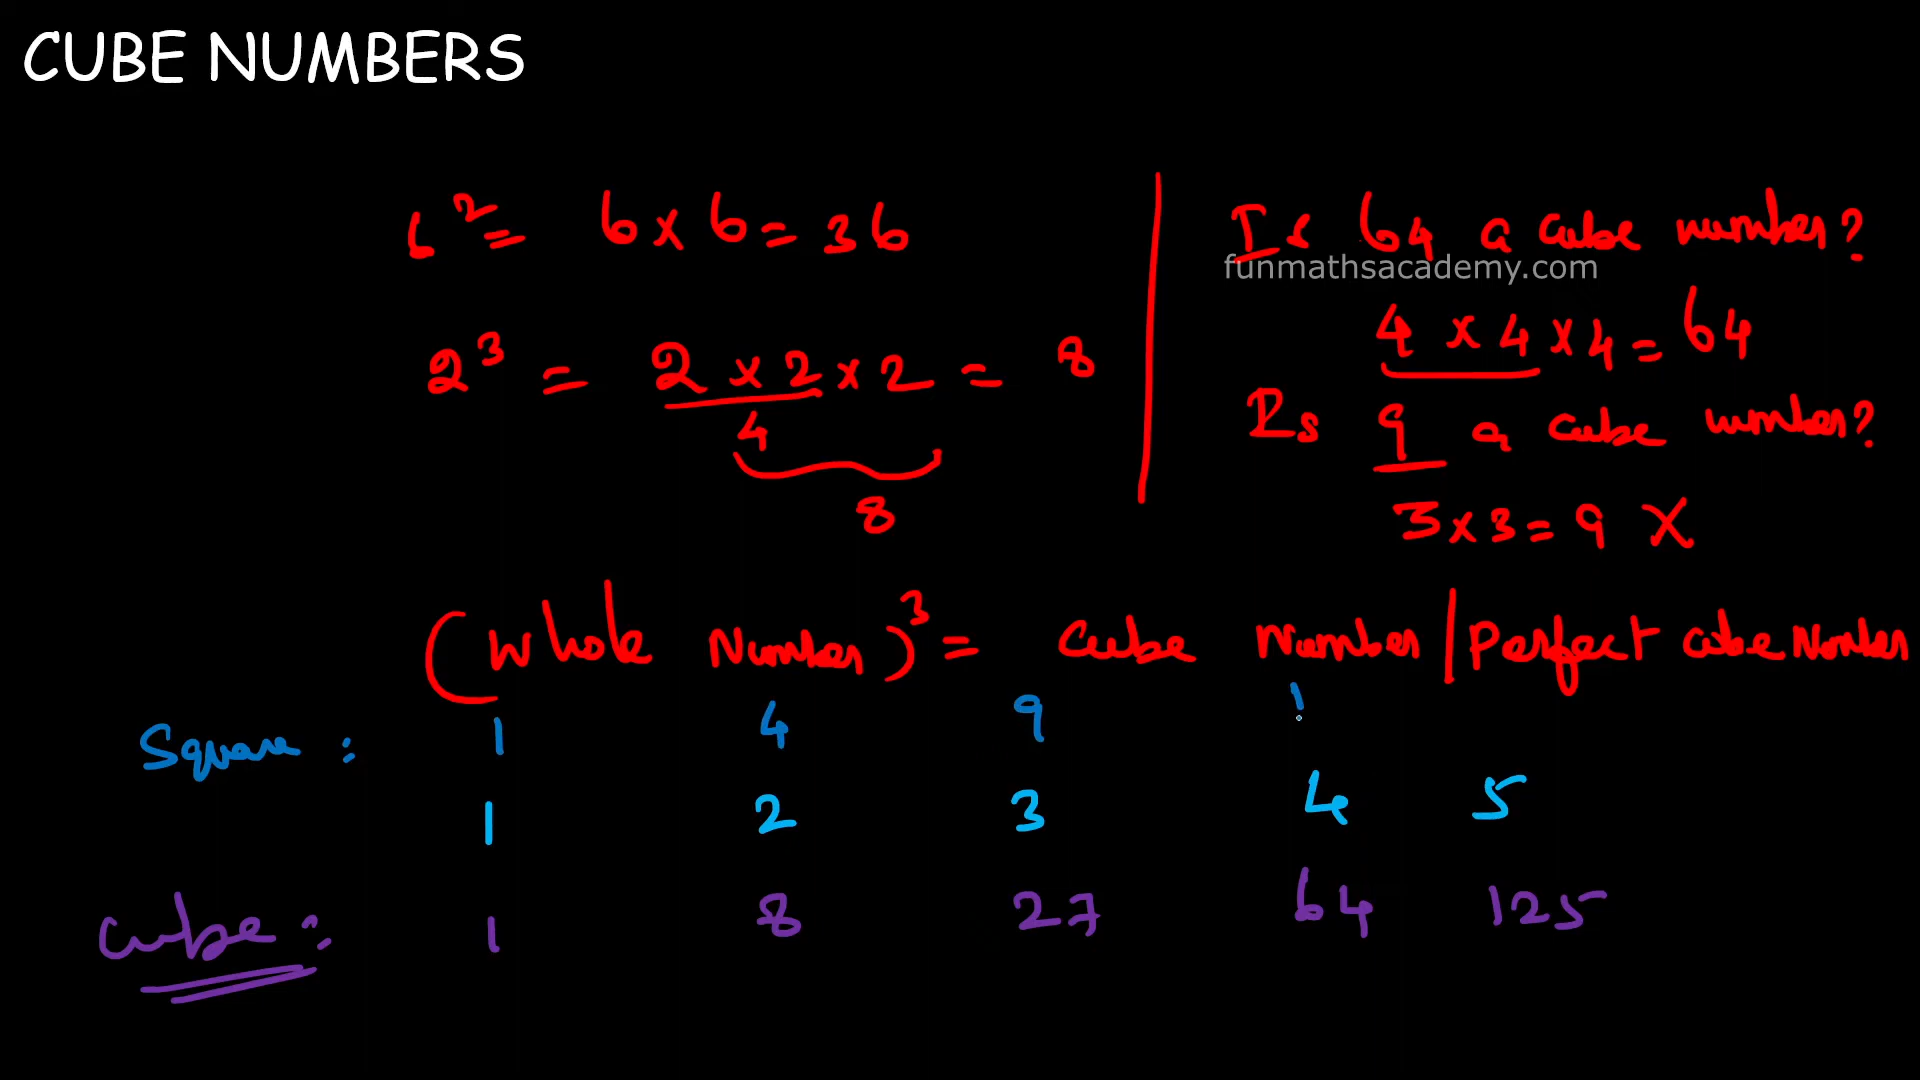 CUBE NUMBERS
6² = 6 x 6 = 36
2³ = 2 x 2 x 2 = 8
4
8
Is 64 a cube number?
funmathsacademy.com
4 x 4 x 4 = 64
Is 9 a cube number?
3 x 3 = 9 X
(Whole Number)³ = Cube Number | Perfect cube Number
Square : 1 4 9 1
1 2 3 4 5
Cube : 1 8 27 64 125